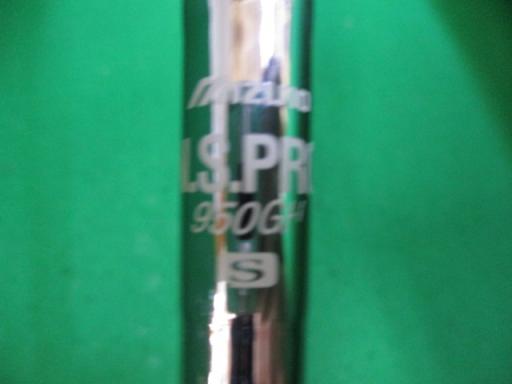 MIZUNO
.S.PRO
950GH
S